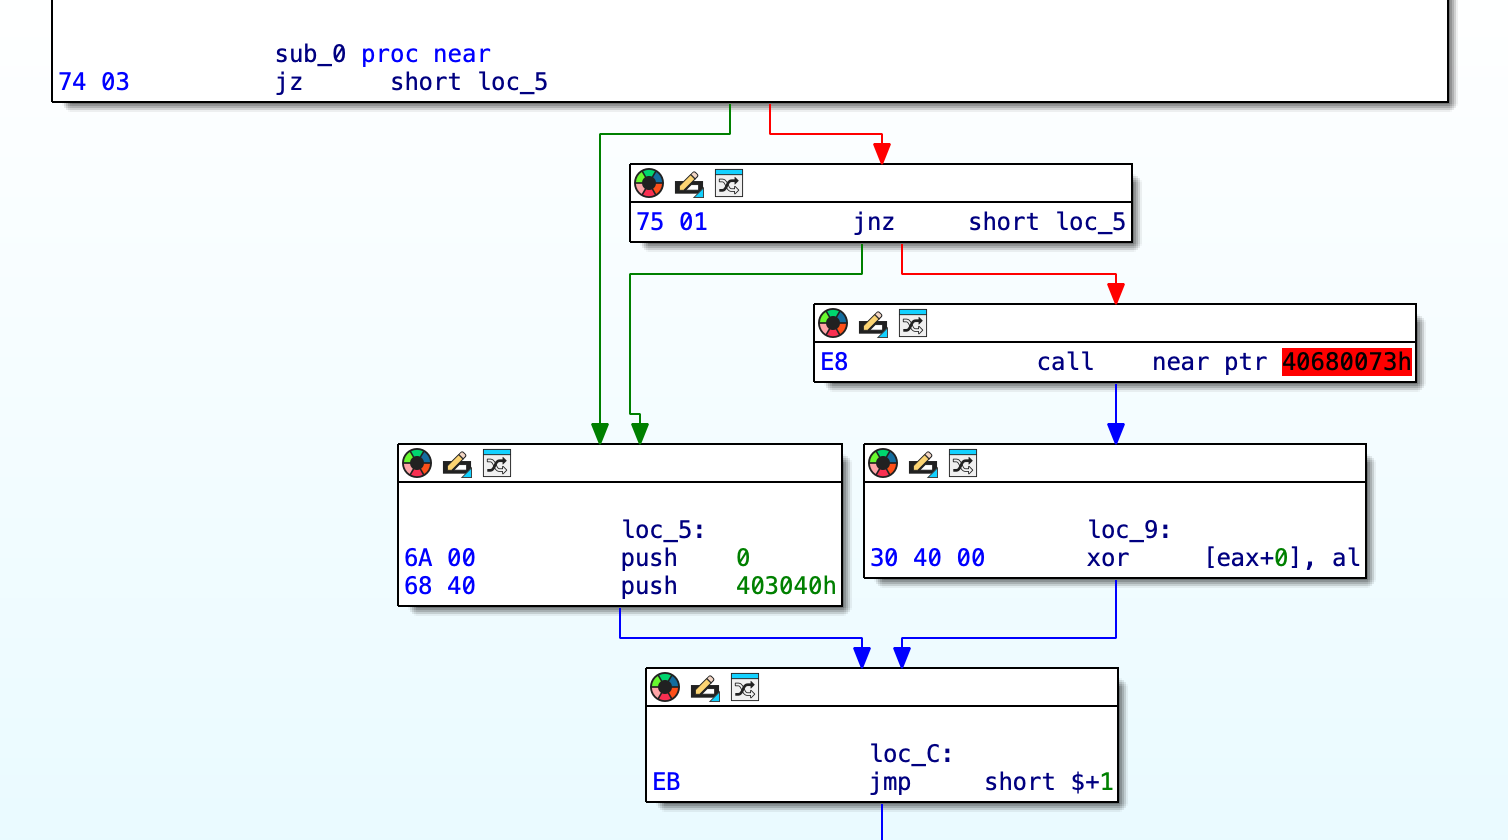 sub_0 proc near
74 03 jz short loc_5
75 01 jnz short loc_5
E8 call near ptr 40680073h
loc_5:
6A 00 push 0
68 40 push 403040h
loc_9:
30 40 00 xor [eax+0], al
loc_C:
EB jmp short $+1